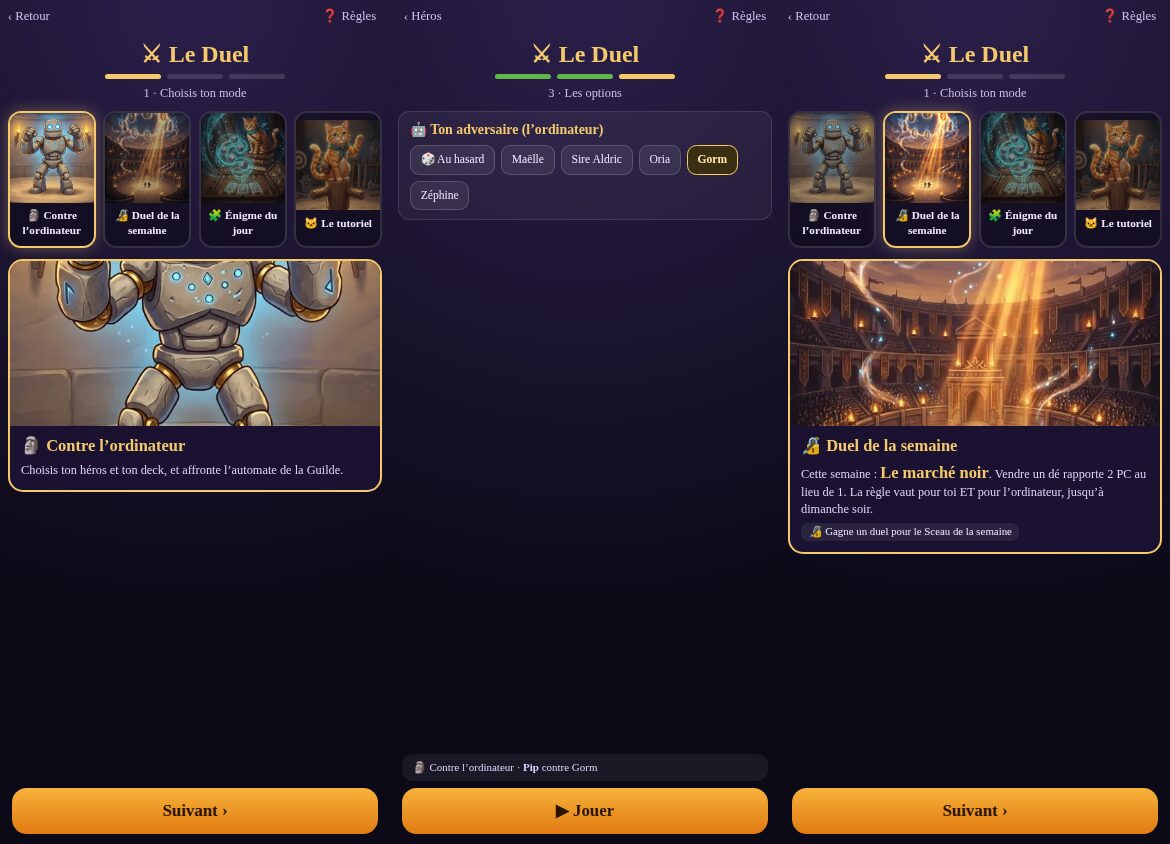 ‹ Retour
❓ Règles
⚔ Le Duel
1 · Choisis ton mode
🗿 Contre
l’ordinateur
🔏 Duel de la
semaine
🧩 Énigme du
jour
🐱 Le tutoriel
🗿 Contre l’ordinateur
Choisis ton héros et ton deck, et affronte l’automate de la Guilde.
Suivant ›
‹ Héros
❓ Règles
⚔ Le Duel
3 · Les options
🤖 Ton adversaire (l’ordinateur)
🎲 Au hasard
Maëlle
Sire Aldric
Oria
Gorm
Zéphine
🗿 Contre l’ordinateur · Pip contre Gorm
▶ Jouer
‹ Retour
❓ Règles
⚔ Le Duel
1 · Choisis ton mode
🗿 Contre
l’ordinateur
🔏 Duel de la
semaine
🧩 Énigme du
jour
🐱 Le tutoriel
🔏 Duel de la semaine
Cette semaine : Le marché noir. Vendre un dé rapporte 2 PC au
lieu de 1. La règle vaut pour toi ET pour l’ordinateur, jusqu’à
dimanche soir.
🔏 Gagne un duel pour le Sceau de la semaine
Suivant ›